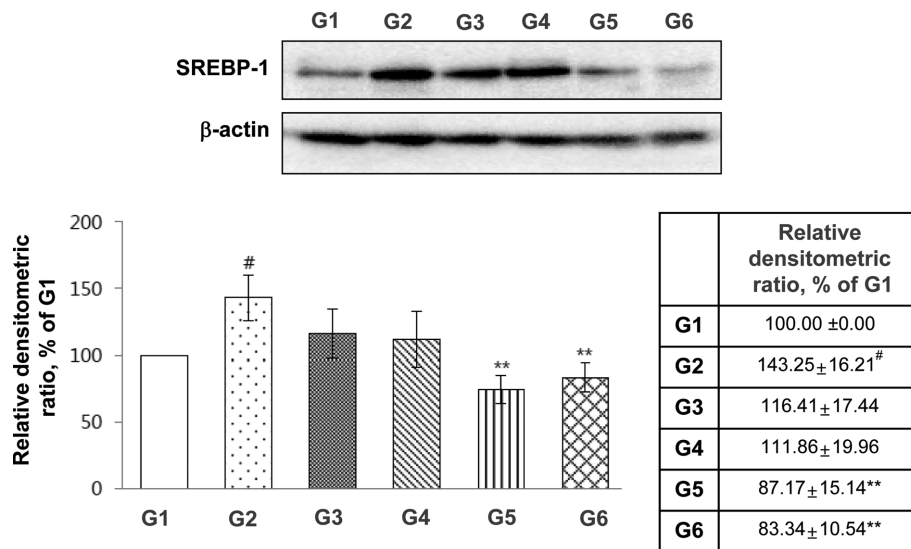 G1 G2 G3 G4 G5 G6
SREBP-1
β-actin
Relative densitometric
ratio, % of G1
200
150
100
50
0
#
**
**
G1 G2 G3 G4 G5 G6
Relative
densitometric
ratio, % of G1
G1 100.00 ±0.00
G2 143.25±16.21#
G3 116.41±17.44
G4 111.86±19.96
G5 87.17±15.14**
G6 83.34±10.54**